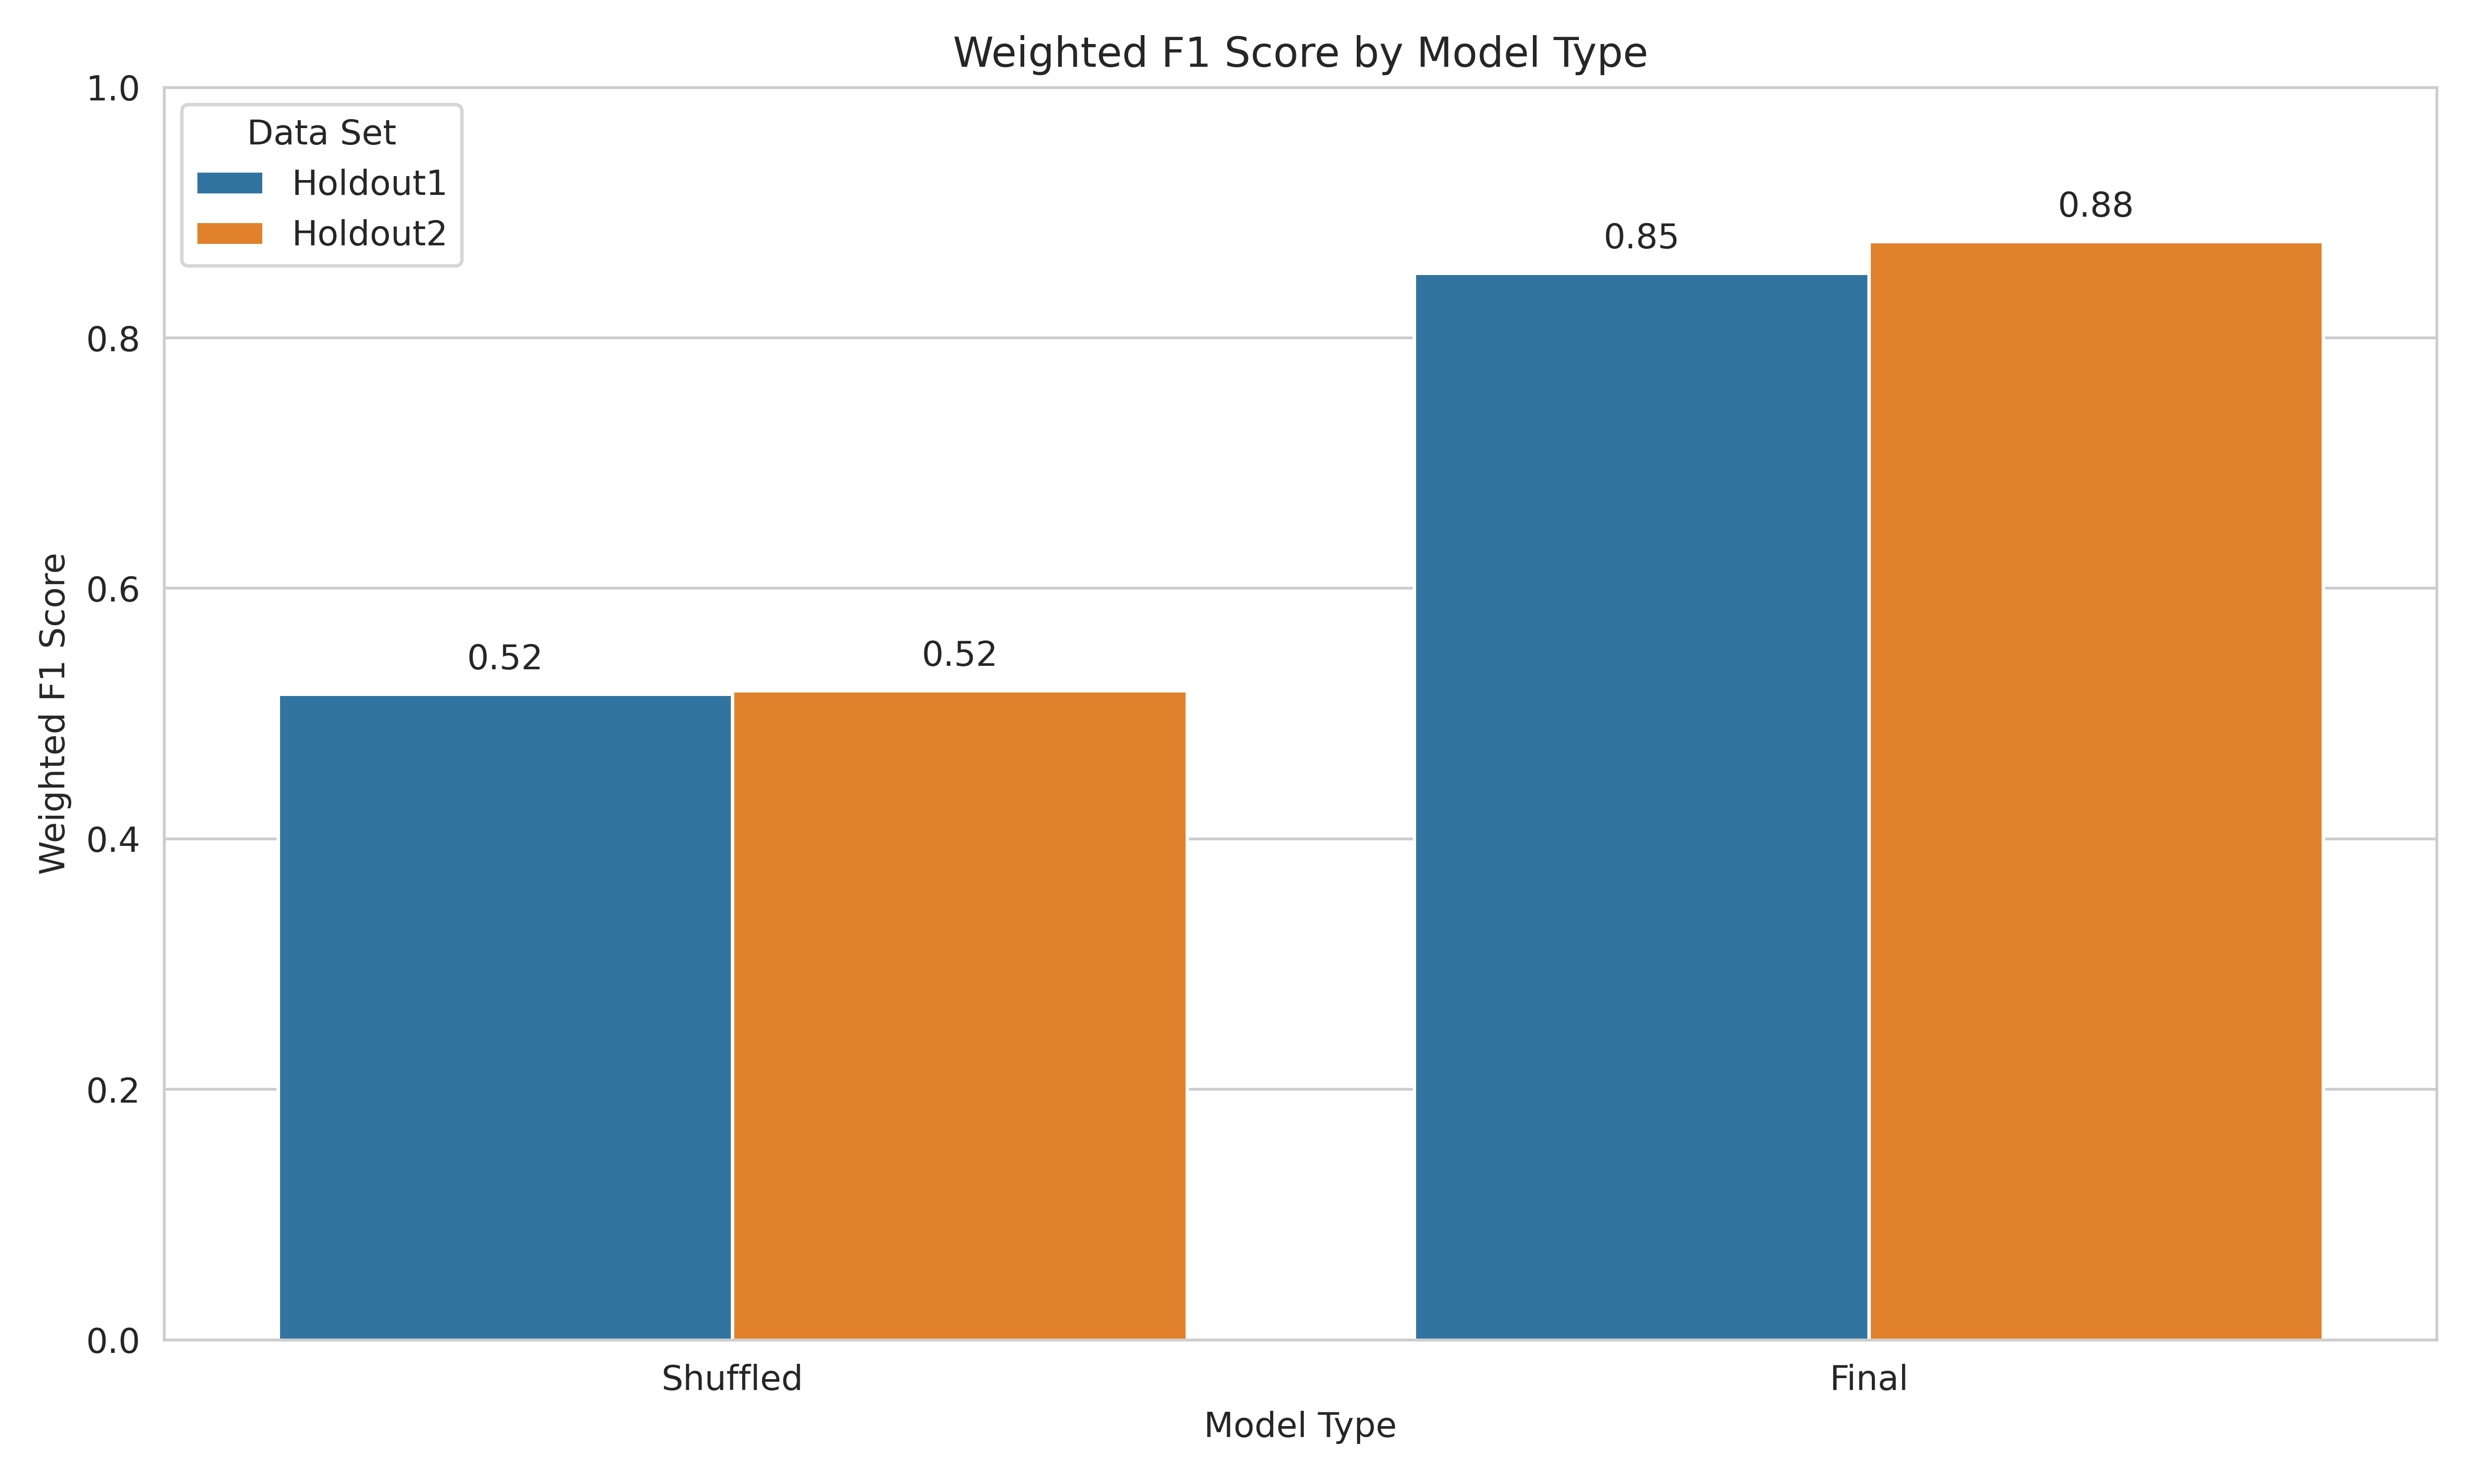 Weighted F1 Score by Model Type
1.0
0.8
0.6
0.4
0.2
0.0
Weighted F1 Score
Data Set
Holdout1
Holdout2
0.52
0.52
0.85
0.88
Shuffled
Final
Model Type